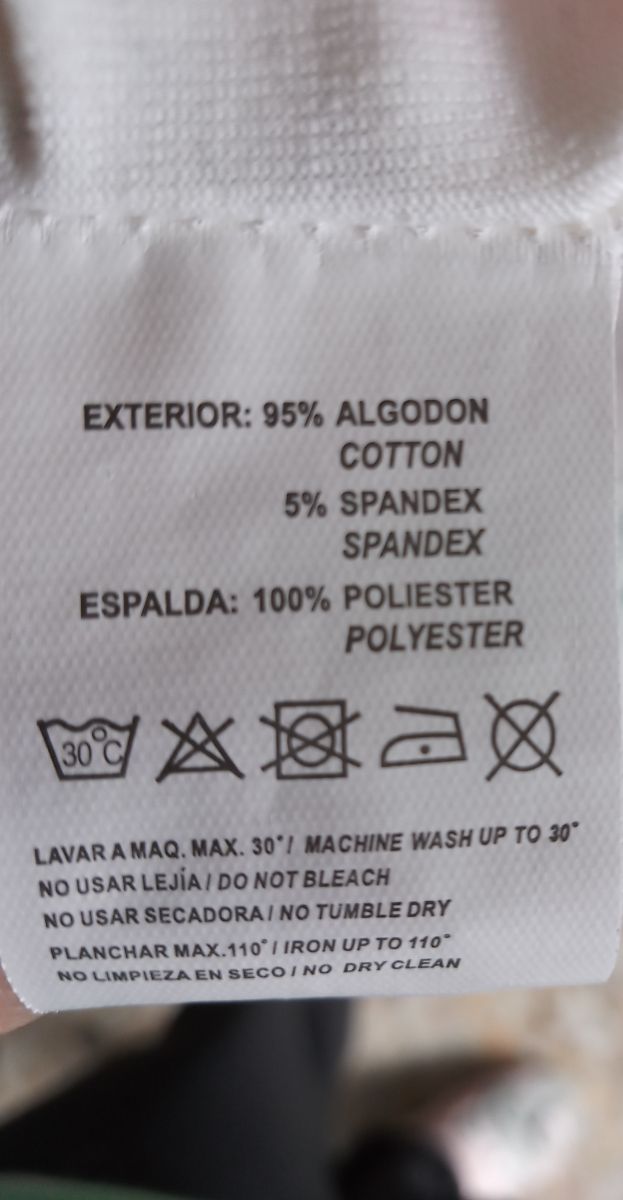 EXTERIOR: 95% ALGODON
COTTON
5% SPANDEX
SPANDEX
ESPALDA: 100% POLIESTER
POLYESTER
30°C
LAVAR A MAQ. MAX. 30° / MACHINE WASH UP TO 30°
NO USAR LEJÍA / DO NOT BLEACH
NO USAR SECADORA / NO TUMBLE DRY
PLANCHAR MAX.110° / IRON UP TO 110°
NO LIMPIEZA EN SECO / NO DRY CLEAN